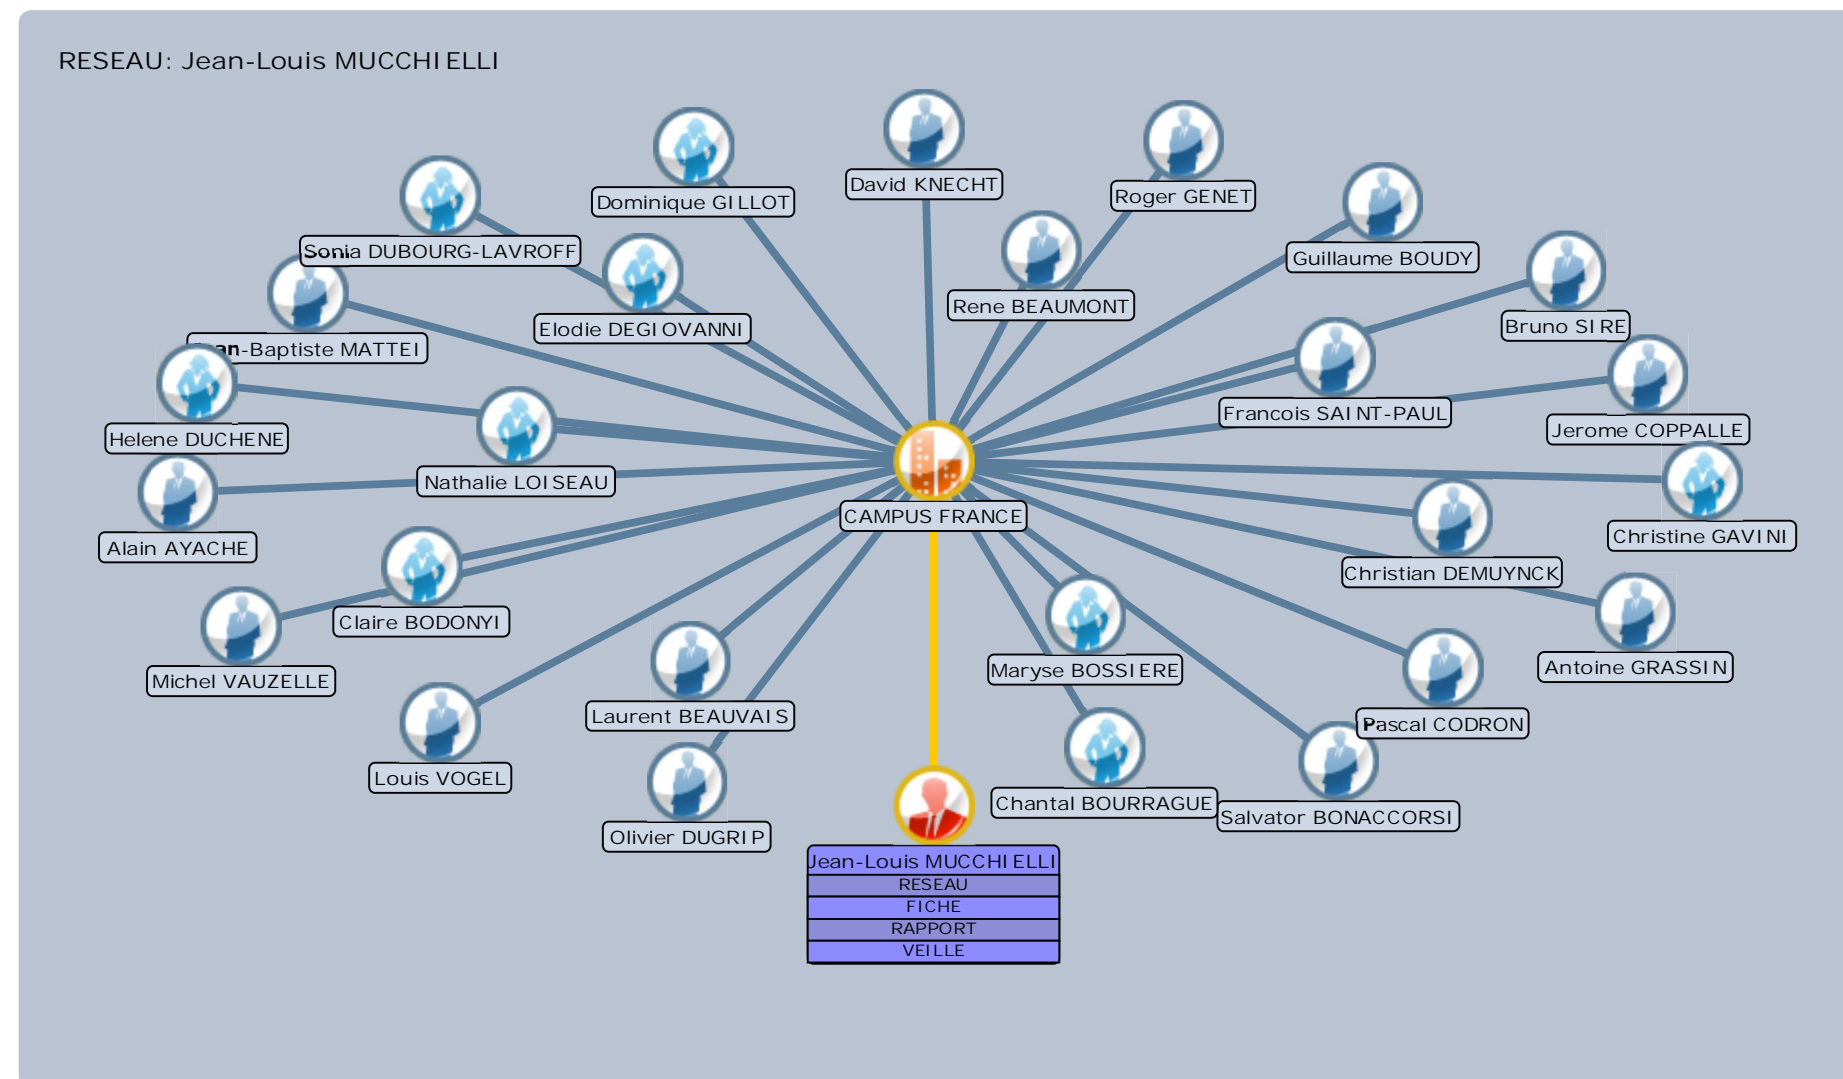 RESEAU: Jean-Louis MUCCHIELLI
David KNECHT
Roger GENET
Dominique GILLOT
Sonia DUBOURG-LAVROFF
Guillaume BOUDY
Rene BEAUMONT
Bruno SIRE
Elodie DEGIOVANNI
Jean-Baptiste MATTEI
Francois SAINT-PAUL
Jerome COPPALLE
Helene DUCHENE
Nathalie LOISEAU
CAMPUS FRANCE
Christine GAVINI
Alain AYACHE
Christian DEMUYNCK
Claire BODONYI
Antoine GRASSIN
Maryse BOSSIERE
Michel VAUZELLE
Laurent BEAUVAIS
Pascal CODRON
Louis VOGEL
Chantal BOURRAGUE
Salvator BONACCORSI
Olivier DUGRIP
Jean-Louis MUCCHIELLI
RESEAU
FICHE
RAPPORT
VEILLE